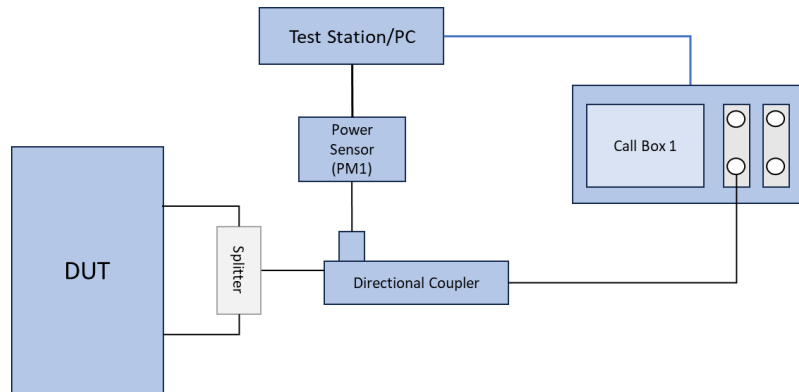 Test Station/PC
Power
Sensor
(PM1)
Call Box 1
DUT
Splitter
Directional Coupler